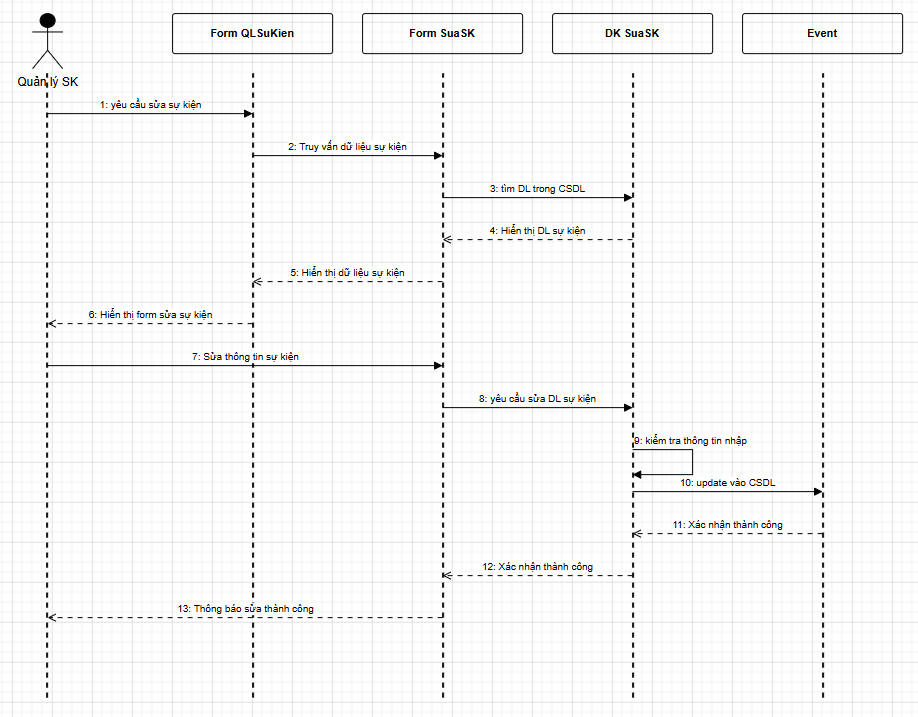 Form QLSuKien
Form SuaSK
DK SuaSK
Event
Quản lý SK
1: yêu cầu sửa sự kiện
2: Truy vấn dữ liệu sự kiện
3: tìm DL trong CSDL
4: Hiển thị DL sự kiện
5: Hiển thị dữ liệu sự kiện
6: Hiển thị form sửa sự kiện
7: Sửa thông tin sự kiện
8: yêu cầu sửa DL sự kiện
9: kiểm tra thông tin nhập
10: update vào CSDL
11: Xác nhận thành công
12: Xác nhận thành công
13: Thông báo sửa thành công